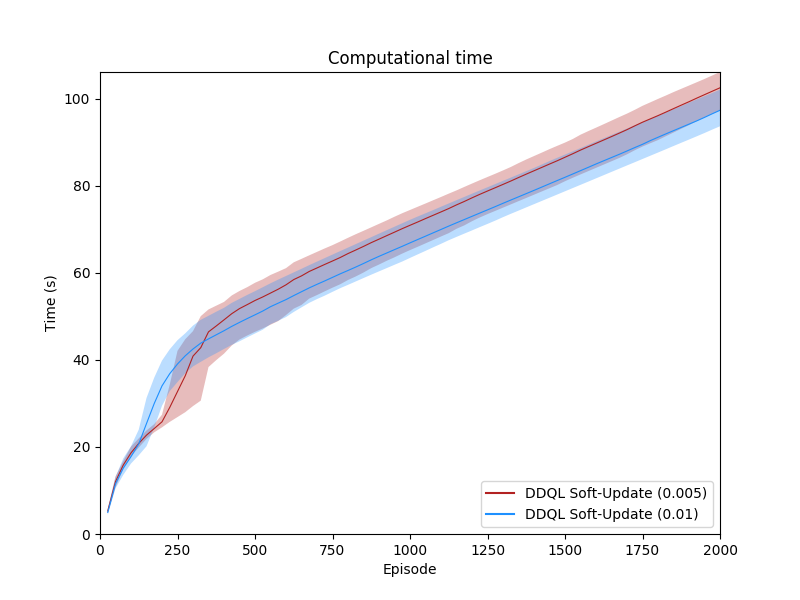 Computational time
Time (s)
100
80
60
40
20
0
0 250 500 750 1000 1250 1500 1750 2000
Episode
DDQL Soft-Update (0.005)
DDQL Soft-Update (0.01)